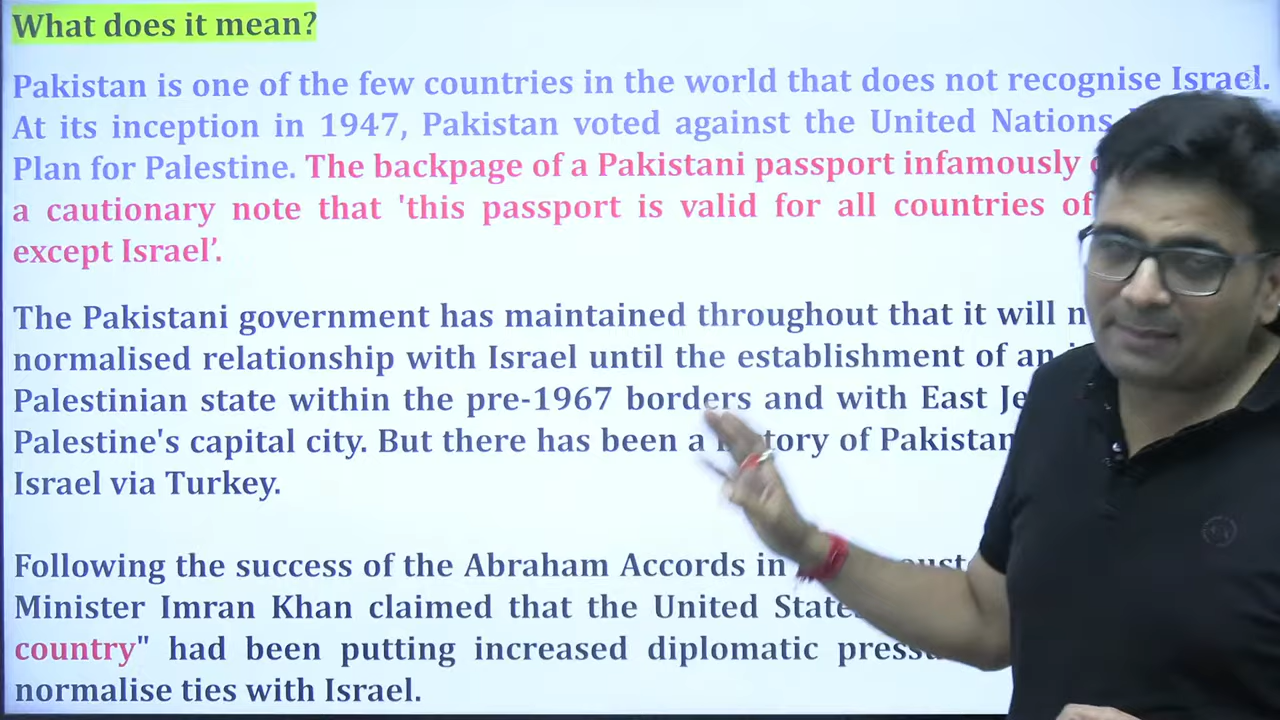 What does it mean?
Pakistan is one of the few countries in the world that does not recognise Israel.
At its inception in 1947, Pakistan voted against the United Nations
Plan for Palestine. The backpage of a Pakistani passport infamously
a cautionary note that 'this passport is valid for all countries of
except Israel’.
The Pakistani government has maintained throughout that it will
normalised relationship with Israel until the establishment of an
Palestinian state within the pre-1967 borders and with East
Palestine's capital city. But there has been a of Pakistan
Israel via Turkey.
Following the success of the Abraham Accords in
Minister Imran Khan claimed that the United
country" had been putting increased diplomatic
normalise ties with Israel.